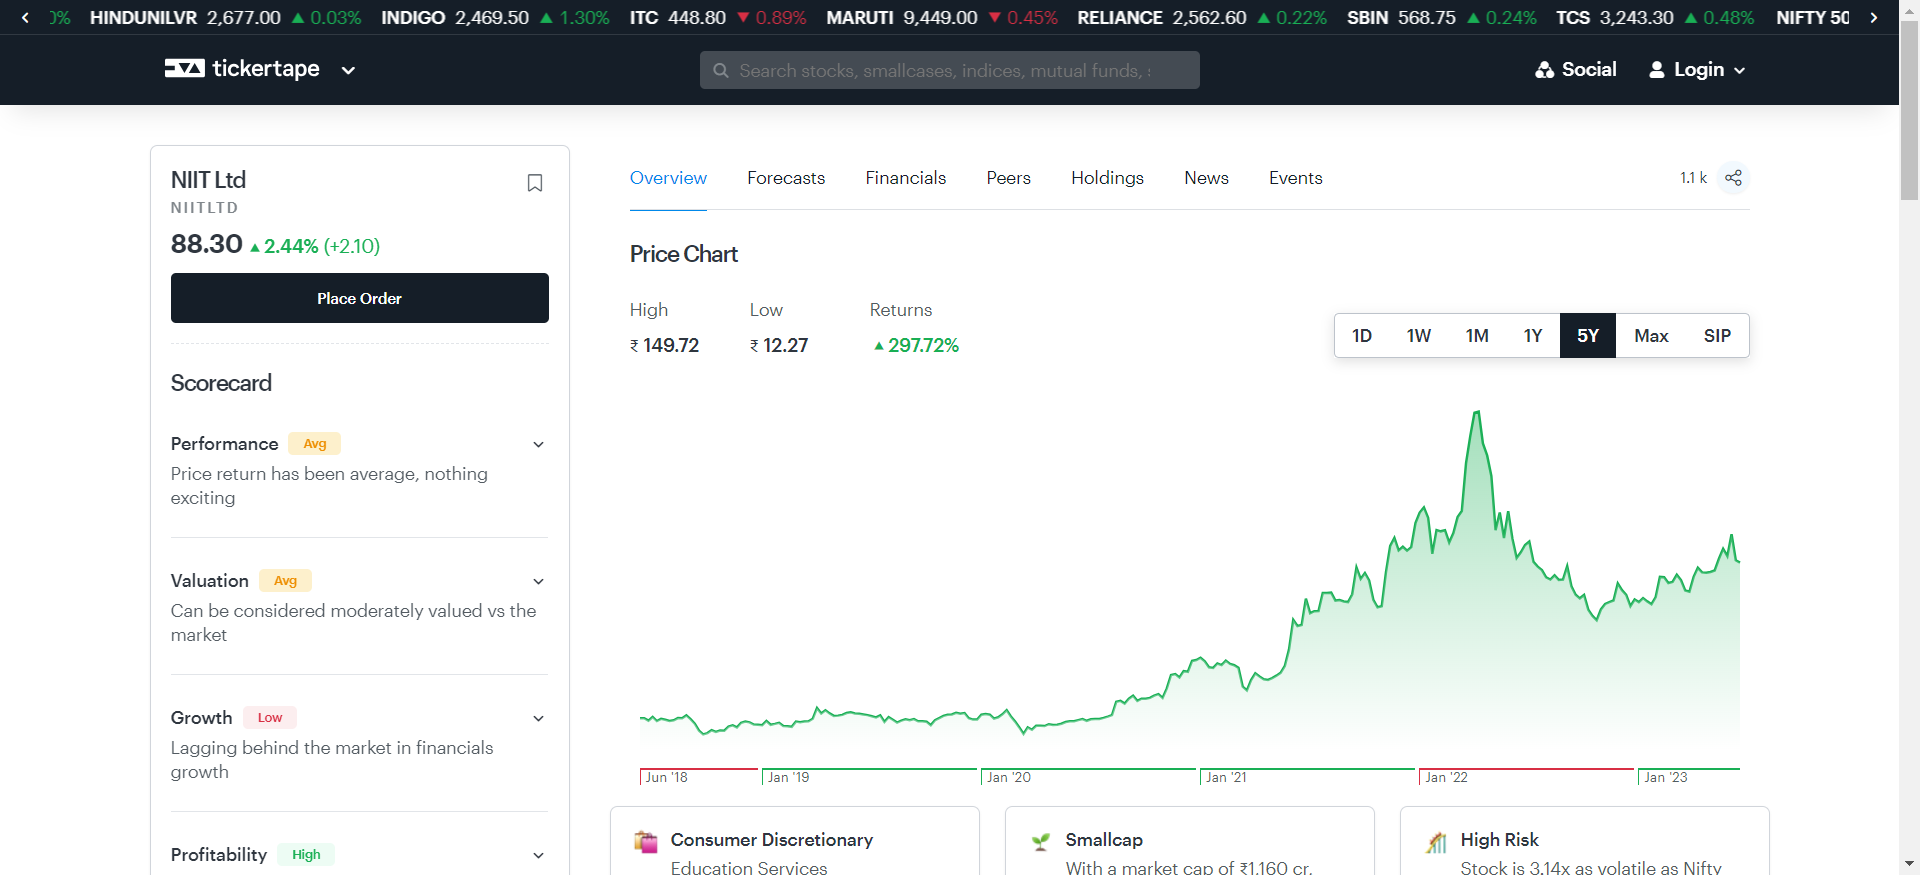 HINDUNILVR 2,677.00 ▲ 0.03% INDIGO 2,469.50 ▲ 1.30% ITC 448.80 ▼ 0.89% MARUTI 9,449.00 ▼ 0.45% RELIANCE 2,562.60 ▲ 0.22% SBIN 568.75 ▲ 0.24% TCS 3,243.30 ▲ 0.48% NIFTY 50
tickertape
Search stocks, smallcases, indices, mutual funds,
Social
Login
NIIT Ltd
NIITLTD
88.30 ▲ 2.44% (+2.10)
Place Order
Scorecard
Performance Avg
Price return has been average, nothing
exciting
Valuation Avg
Can be considered moderately valued vs the
market
Growth Low
Lagging behind the market in financials
growth
Profitability High
Overview Forecasts Financials Peers Holdings News Events
1.1 k
Price Chart
High Low Returns
₹ 149.72 ₹ 12.27 ▲ 297.72%
1D 1W 1M 1Y 5Y Max SIP
Jun '18 Jan '19 Jan '20 Jan '21 Jan '22 Jan '23
Consumer Discretionary
Education Services
Smallcap
With a market cap of ₹1,160 cr.
High Risk
Stock is 3.14x as volatile as Nifty